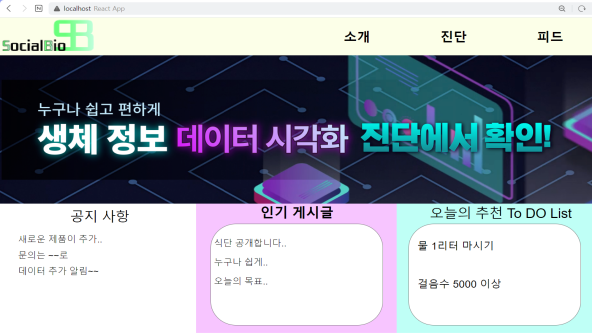 localhost React App
SB
SocialBio
소개
진단
피드
누구나 쉽고 편하게
생체 정보 데이터 시각화 진단에서 확인!
공지 사항
새로운 제품이 추가..
문의는 ~~로
데이터 추가 알림~~
인기 게시글
식단 공개합니다..
누구나 쉽게..
오늘의 목표..
오늘의 추천 To DO List
물 1리터 마시기
걸음수 5000 이상